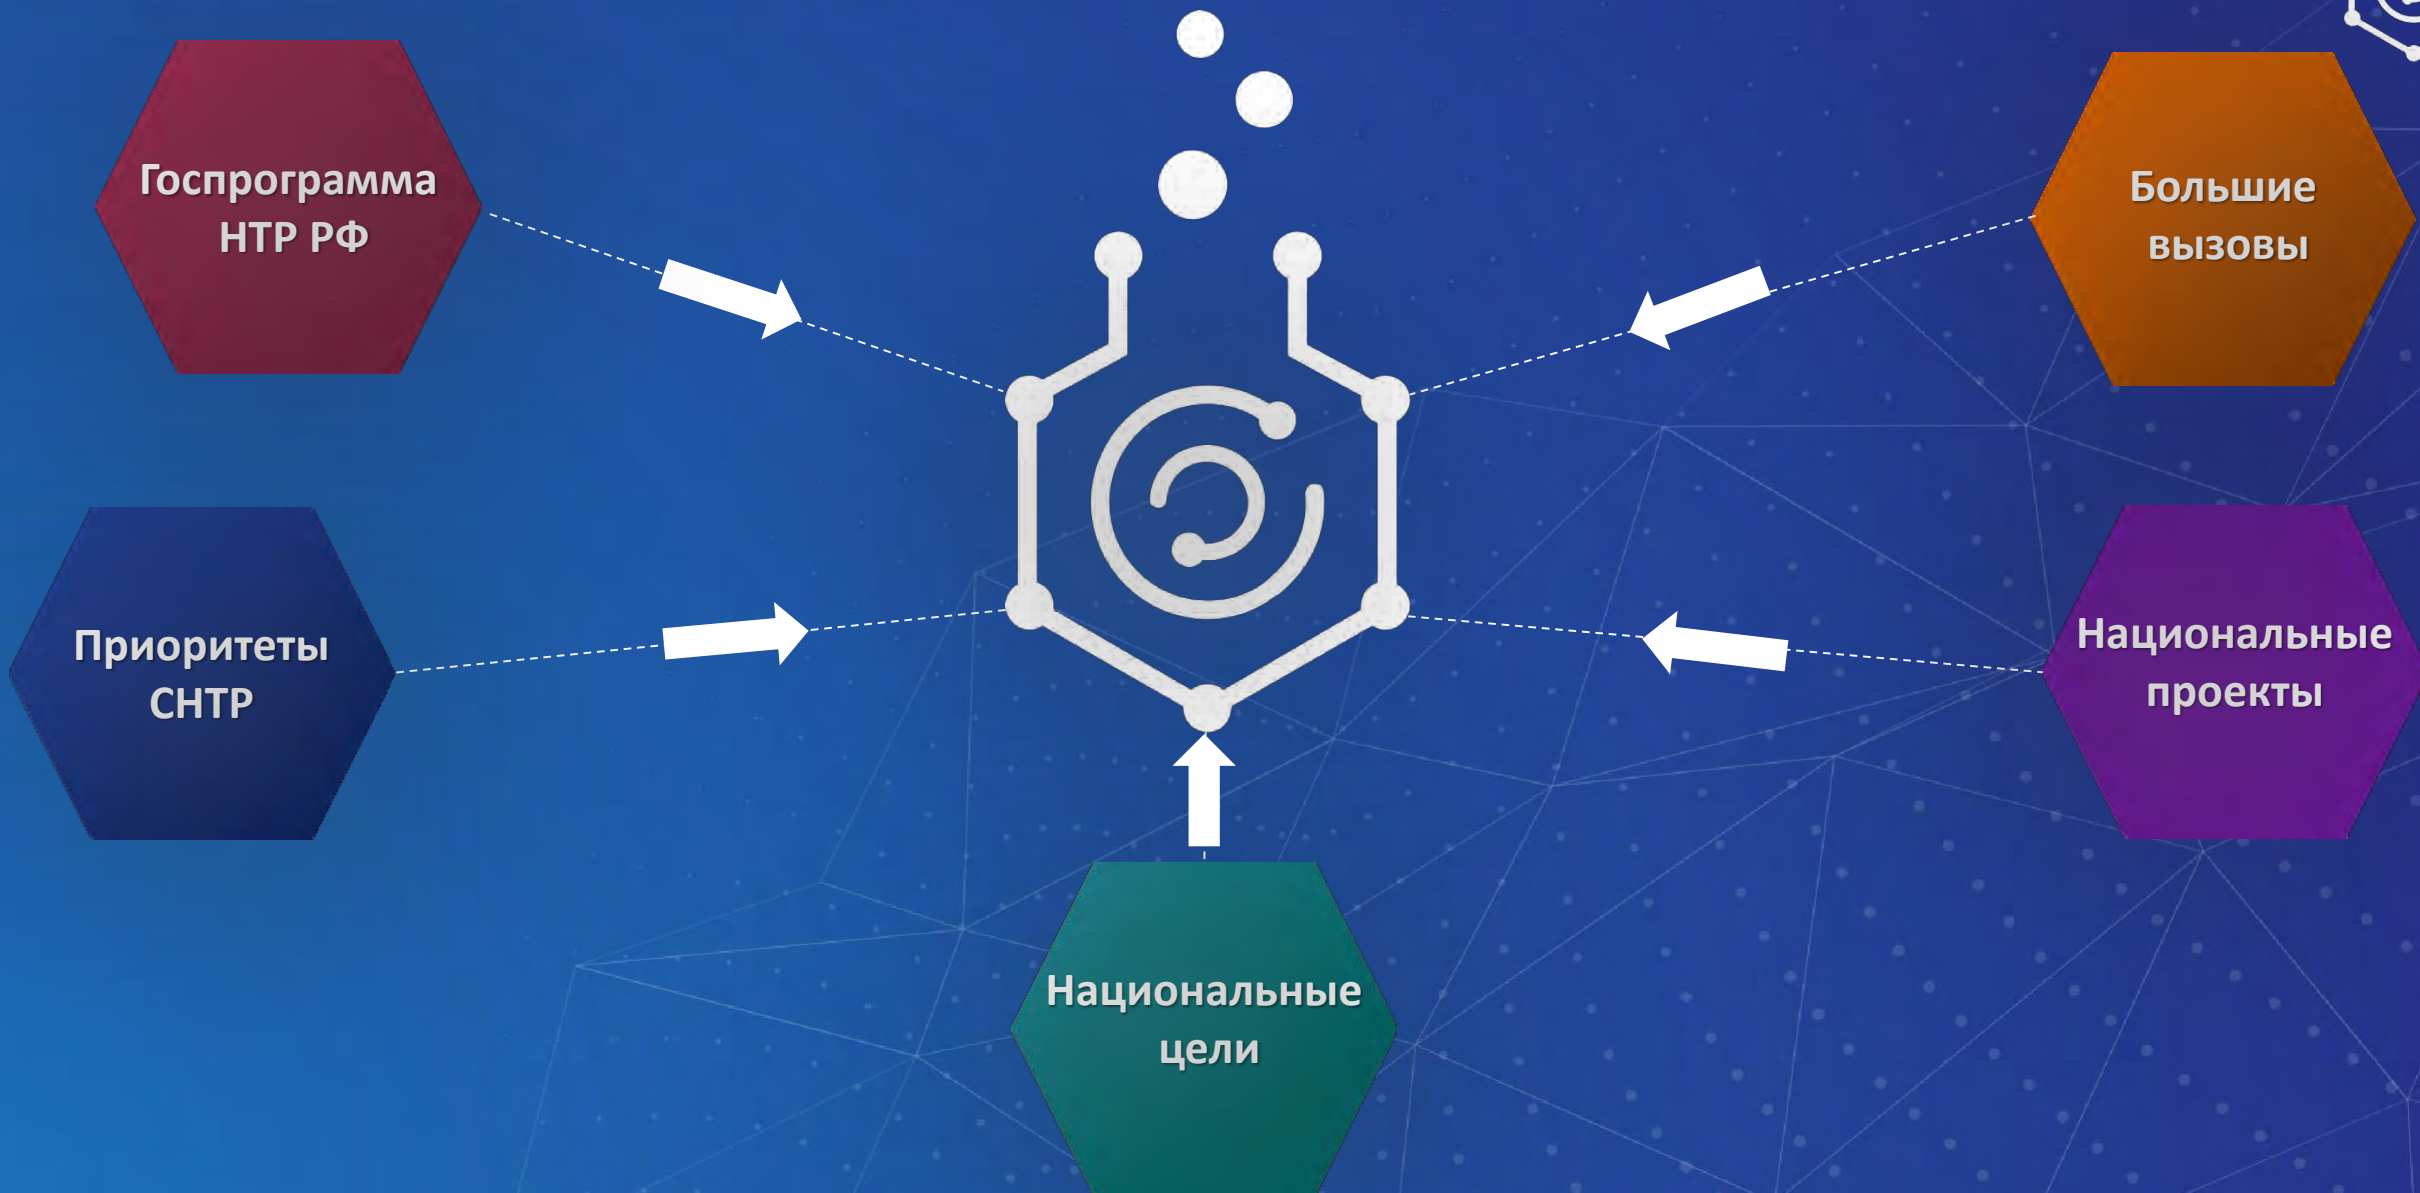 Госпрограмма
НТР РФ
Большие
вызовы
Приоритеты
СНТР
Национальные
проекты
Национальные
цели